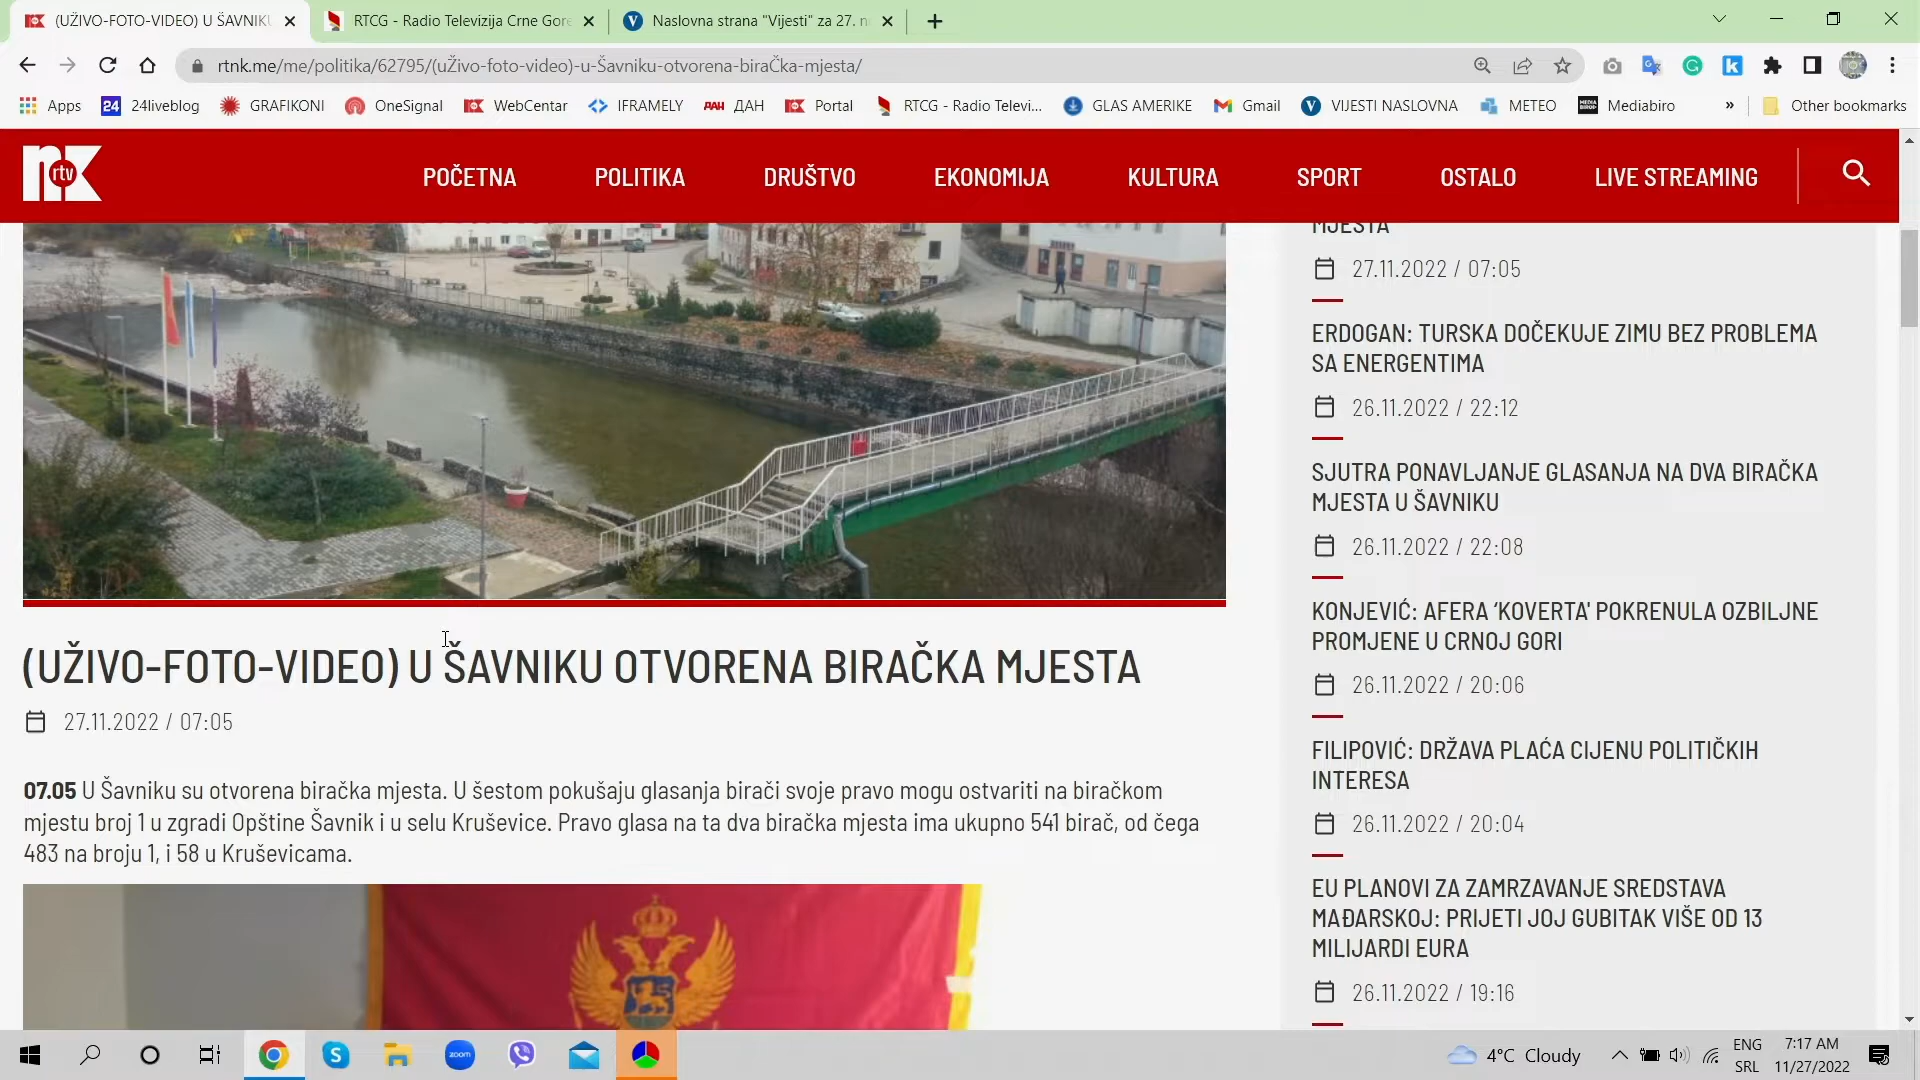 (UŽIVO-FOTO-VIDEO) U ŠAVNIKU
RTCG - Radio Televizija Crne Gore
Naslovna strana "Vijesti" za 27. n
rtnk.me/me/politika/62795/(uŽivo-foto-video)-u-Šavniku-otvorena-biraČka-mjesta/
Apps
24 24liveblog
GRAFIKONI
OneSignal
WebCentar
IFRAMELY
ДАН ДАН
Portal
RTCG - Radio Televi...
GLAS AMERIKE
Gmail
VIJESTI NASLOVNA
METEO
Mediabiro
»
Other bookmarks
rtv
POČETNA
POLITIKA
DRUŠTVO
EKONOMIJA
KULTURA
SPORT
OSTALO
LIVE STREAMING
(UŽIVO-FOTO-VIDEO) U ŠAVNIKU OTVORENA BIRAČKA MJESTA
27.11.2022 / 07:05
07.05 U Šavniku su otvorena biračka mjesta. U šestom pokušaju glasanja birači svoje pravo mogu ostvariti na biračkom
mjestu broj 1 u zgradi Opštine Šavnik i u selu Kruševice. Pravo glasa na ta dva biračka mjesta ima ukupno 541 birač, od čega
483 na broju 1, i 58 u Kruševicama.
MJESTA
27.11.2022 / 07:05
ERDOGAN: TURSKA DOČEKUJE ZIMU BEZ PROBLEMA
SA ENERGENTIMA
26.11.2022 / 22:12
SJUTRA PONAVLJANJE GLASANJA NA DVA BIRAČKA
MJESTA U ŠAVNIKU
26.11.2022 / 22:08
KONJEVIĆ: AFERA ‘KOVERTA' POKRENULA OZBILJNE
PROMJENE U CRNOJ GORI
26.11.2022 / 20:06
FILIPOVIĆ: DRŽAVA PLAĆA CIJENU POLITIČKIH
INTERESA
26.11.2022 / 20:04
EU PLANOVI ZA ZAMRZAVANJE SREDSTAVA
MAĐARSKOJ: PRIJETI JOJ GUBITAK VIŠE OD 13
MILIJARDI EURA
26.11.2022 / 19:16
zoom
4°C Cloudy
ENG
SRL
7:17 AM
11/27/2022